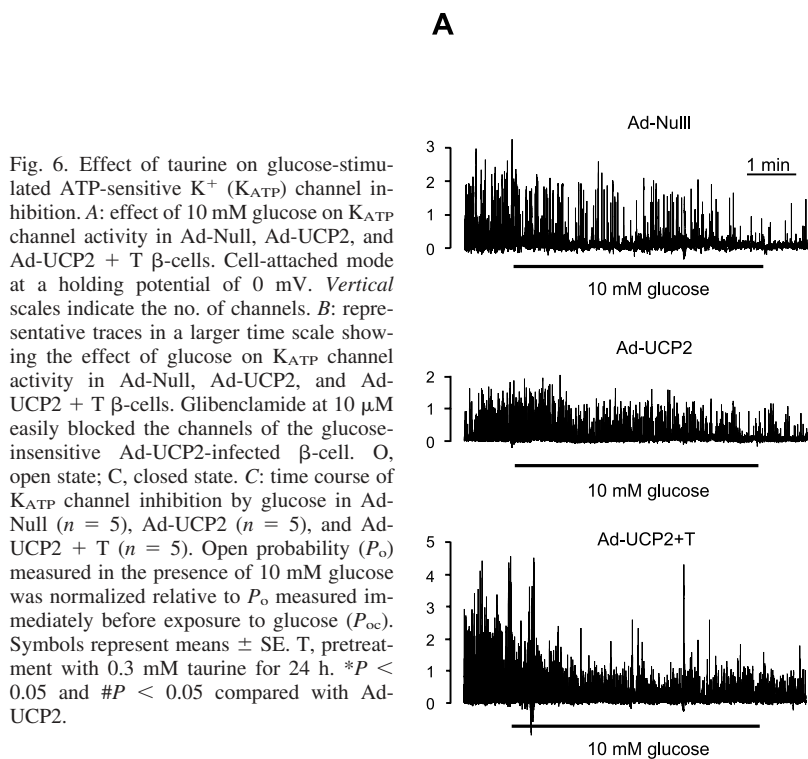 A
Fig. 6. Effect of taurine on glucose-stimu-
lated ATP-sensitive K+ (KATP) channel in-
hibition. A: effect of 10 mM glucose on KATP
channel activity in Ad-Null, Ad-UCP2, and
Ad-UCP2 + T β-cells. Cell-attached mode
at a holding potential of 0 mV. Vertical
scales indicate the no. of channels. B: repre-
sentative traces in a larger time scale show-
ing the effect of glucose on KATP channel
activity in Ad-Null, Ad-UCP2, and Ad-
UCP2 + T β-cells. Glibenclamide at 10 μM
easily blocked the channels of the glucose-
insensitive Ad-UCP2-infected β-cell. O,
open state; C, closed state. C: time course of
KATP channel inhibition by glucose in Ad-
Null (n = 5), Ad-UCP2 (n = 5), and Ad-
UCP2 + T (n = 5). Open probability (Po)
measured in the presence of 10 mM glucose
was normalized relative to Po measured im-
mediately before exposure to glucose (Poc).
Symbols represent means ± SE. T, pretreat-
ment with 0.3 mM taurine for 24 h. *P <
0.05 and #P < 0.05 compared with Ad-
UCP2.
Ad-Nulll
1 min
3
2
1
0
10 mM glucose
Ad-UCP2
2
1
0
10 mM glucose
Ad-UCP2+T
5
4
3
2
1
0
10 mM glucose